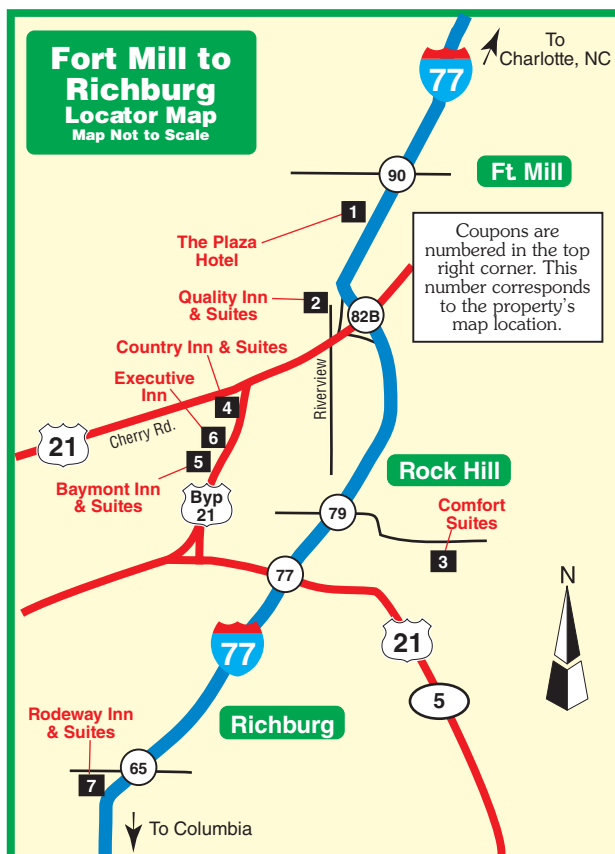 Fort Mill to
Richburg
Locator Map
Map Not to Scale
To
Charlotte, NC
77
90
Ft. Mill
1
The Plaza
Hotel
Coupons are
numbered in the top
right corner. This
number corresponds
to the property's
map location.
Quality Inn
& Suites
2
82B
Country Inn & Suites
Riverview
Executive
Inn
4
Cherry Rd.
21
6
5
Baymont Inn
& Suites
Byp
21
Rock Hill
79
Comfort
Suites
3
77
N
77
21
5
Rodeway Inn
& Suites
Richburg
65
7
To Columbia